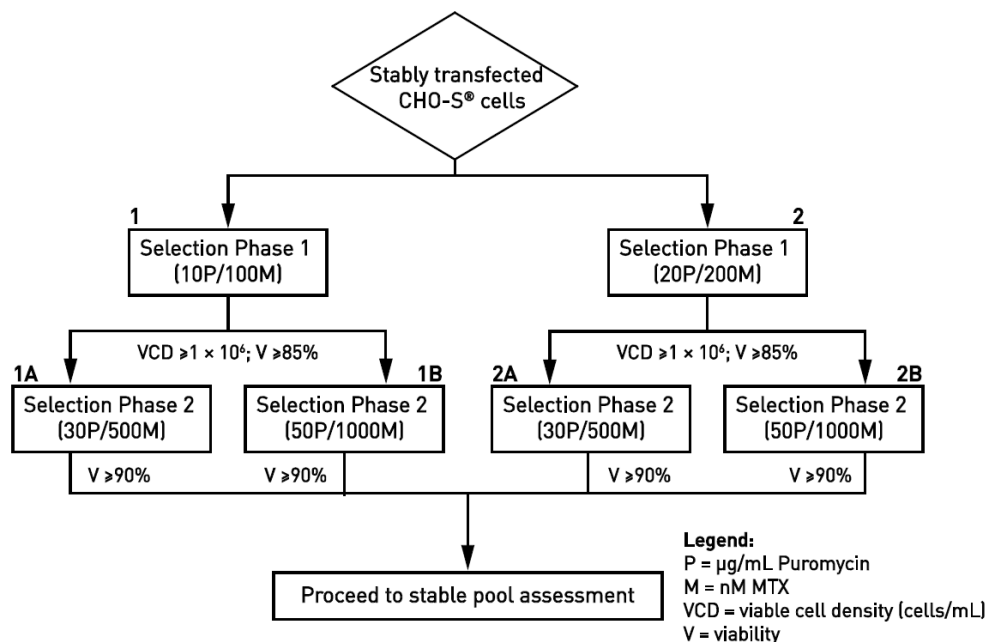 Stably transfected
CHO-S® cells
1
Selection Phase 1
(10P/100M)
2
Selection Phase 1
(20P/200M)
VCD ⩾1 × 10⁶; V ⩾85%
VCD ⩾1 × 10⁶; V ⩾85%
1A
Selection Phase 2
(30P/500M)
1B
Selection Phase 2
(50P/1000M)
2A
Selection Phase 2
(30P/500M)
2B
Selection Phase 2
(50P/1000M)
V ⩾90%
V ⩾90%
V ⩾90%
V ⩾90%
Proceed to stable pool assessment
Legend:
P = µg/mL Puromycin
M = nM MTX
VCD = viable cell density (cells/mL)
V = viability